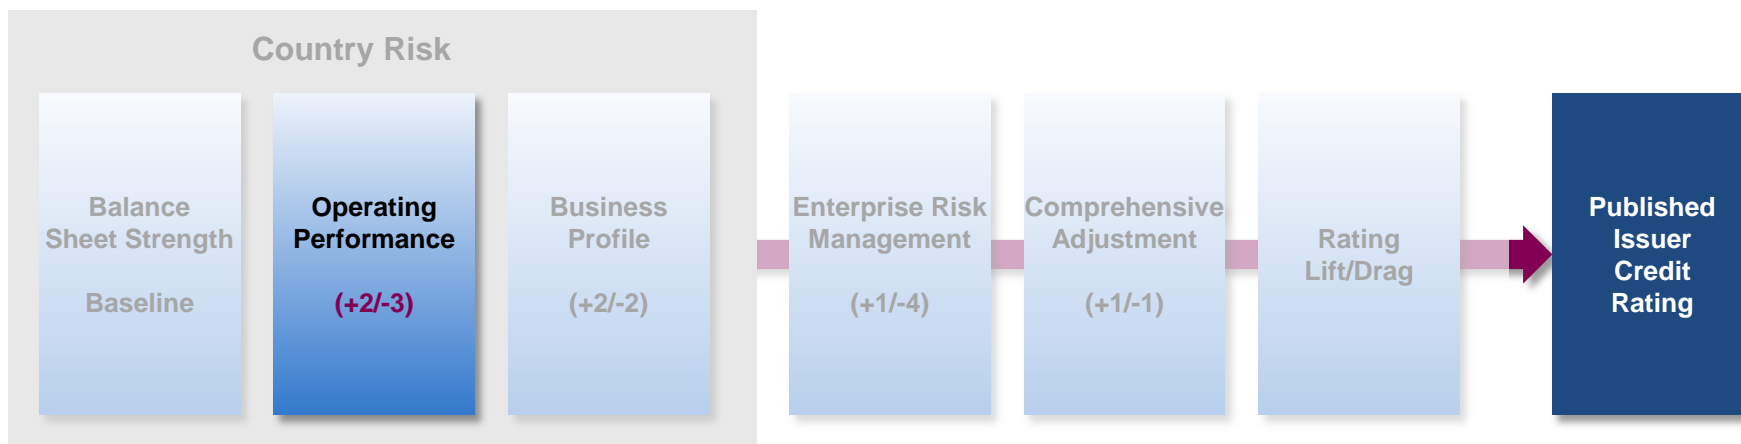 Country Risk
Balance
Sheet Strength
Baseline
Operating
Performance
(+2/-3)
Business
Profile
(+2/-2)
Enterprise Risk
Management
(+1/-4)
Comprehensive
Adjustment
(+1/-1)
Rating
Lift/Drag
Published
Issuer
Credit
Rating